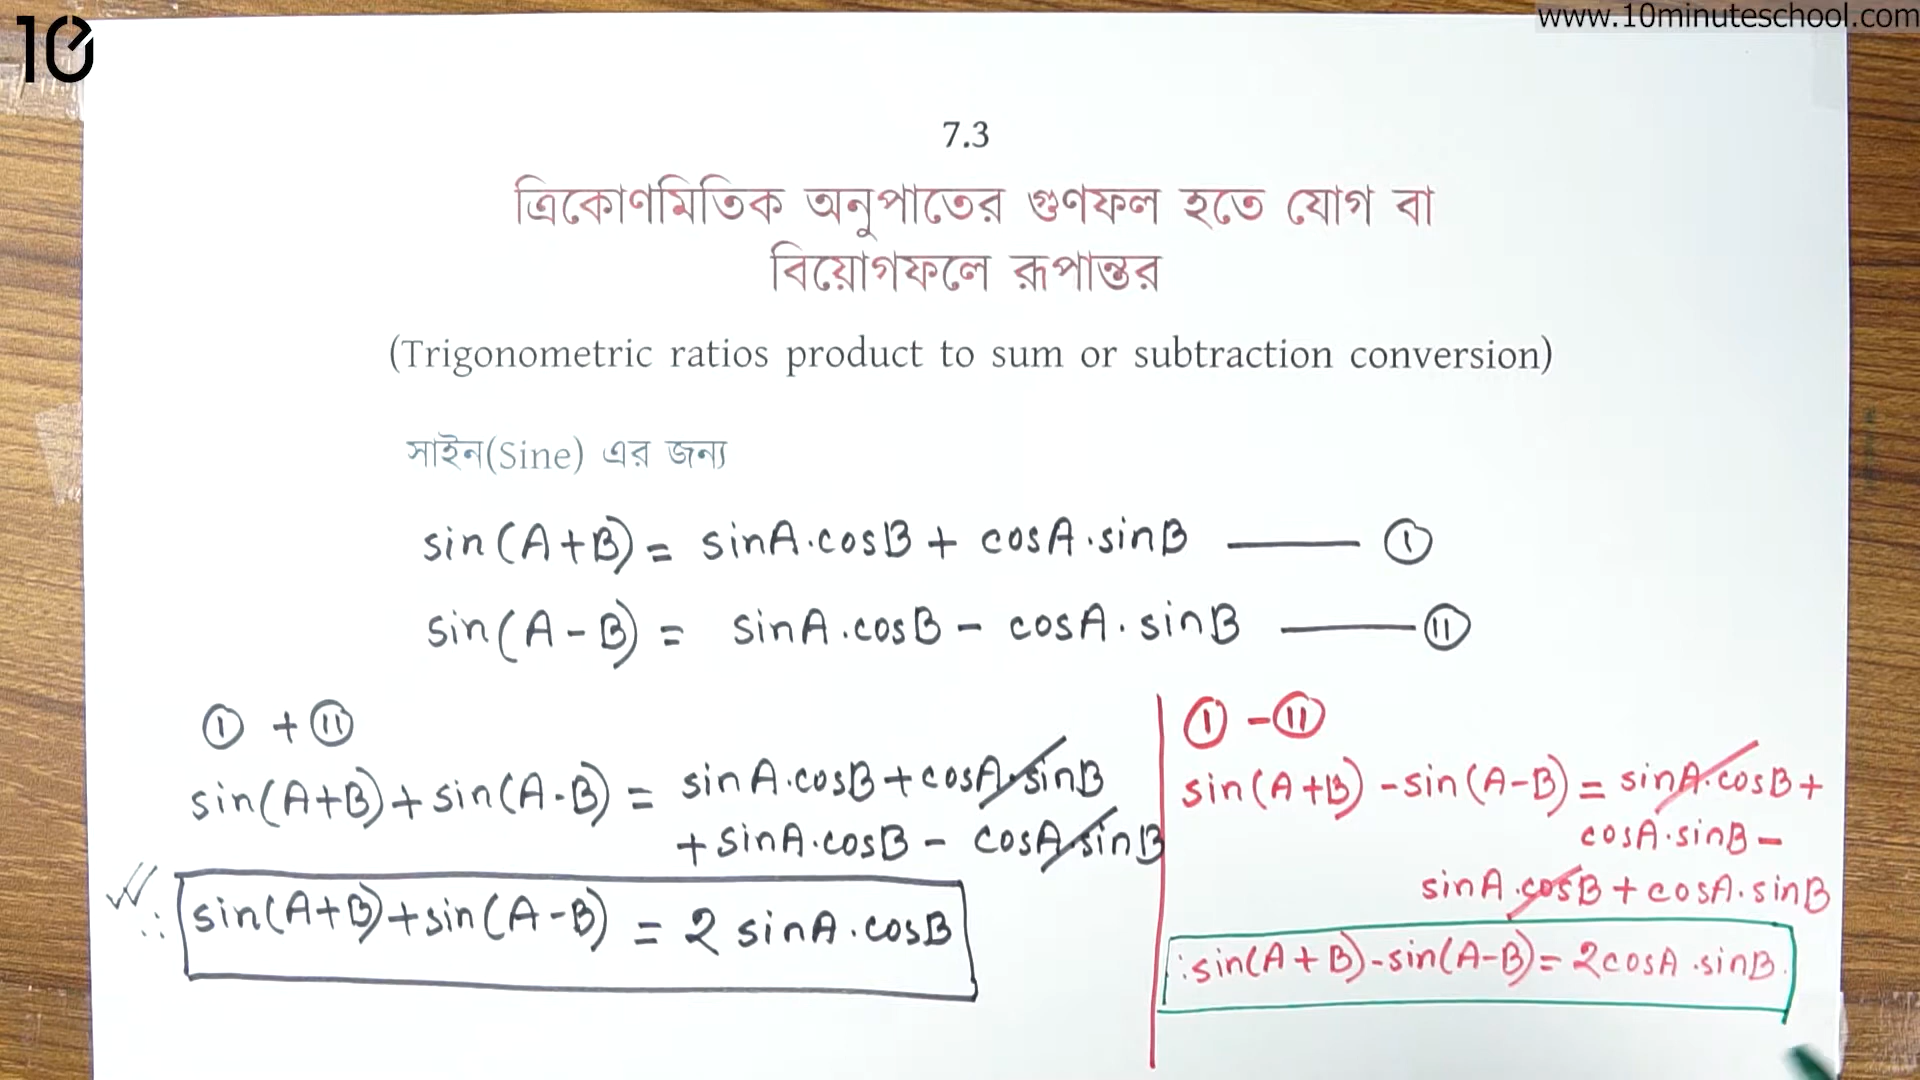 10
www.10minuteschool.com
7.3
ত্রিকোণমিতিক অনুপাতের গুণফল হতে যোগ বা
বিয়োগফলে রূপান্তর
(Trigonometric ratios product to sum or subtraction conversion)
সাইন(Sine) এর জন্য
sin(A+B) = sinA.cosB + cosA.sinB —— ①
sin(A-B) = sinA.cosB - cosA.sinB —— ⑪
① + ⑪
sin(A+B)+sin(A-B) = sinA.cosB+cosA.sinB
+sinA.cosB - cosA.sinB
∴ sin(A+B)+sin(A-B) = 2 sinA.cosB
① -⑪
sin(A+B) -sin(A-B) = sinA.cosB+
cosA.sinB -
sinA.cosB + cosA.sinB
:sin(A+B)-sin(A-B)= 2cosA.sinB.